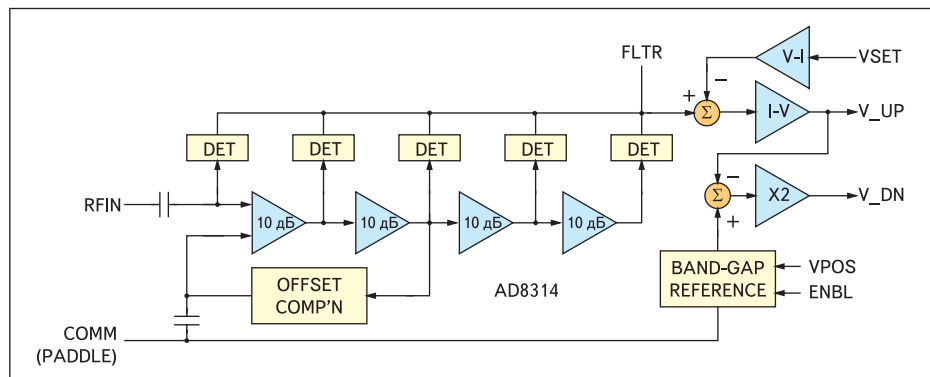 FLTR
V-I
VSET
+
−
Σ
I-V
V_UP
DET
DET
DET
DET
DET
RFIN
10 дБ
10 дБ
10 дБ
10 дБ
−
Σ
+
X2
V_DN
OFFSET
COMP'N
AD8314
BAND-GAP
REFERENCE
VPOS
ENBL
COMM
(PADDLE)